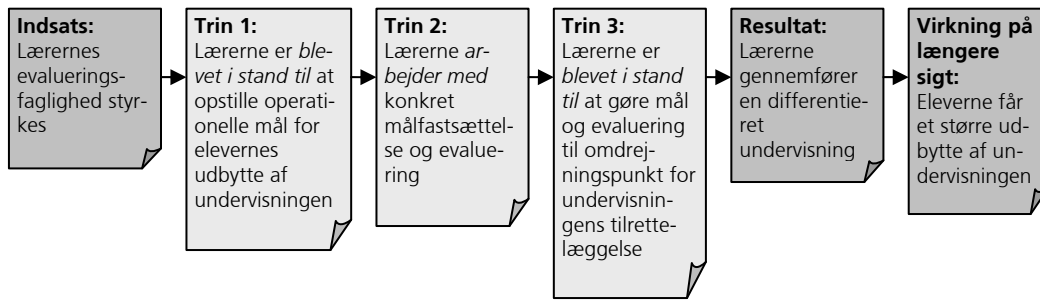 Indsats:
Lærernes
evaluerings-
faglighed styr-
kes
Trin 1:
Lærerne er ble-
vet i stand til at
opstille operati-
onelle mål for
elevernes
udbytte af
undervisningen
Trin 2:
Lærerne ar-
bejder med
konkret
målfastsættel-
se og evalue-
ring
Trin 3:
Lærerne er
blevet i stand
til at gøre mål
og evaluering
til omdrej-
ningspunkt for
undervisnin-
gens tilrette-
læggelse
Resultat:
Lærerne
gennemfører
en differentie-
ret
undervisning
Virkning på
længere
sigt:
Eleverne får
et større ud-
bytte af un-
dervisningen